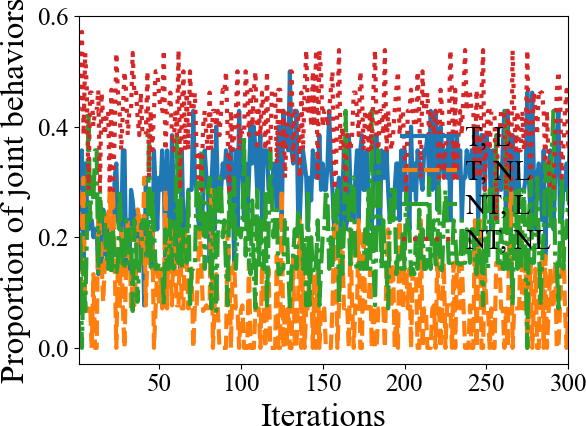 Proportion of joint behaviors
0.6
0.4
0.2
0.0
T, L
T, NL
NT, L
NT, NL
50
100
150
200
250
300
Iterations